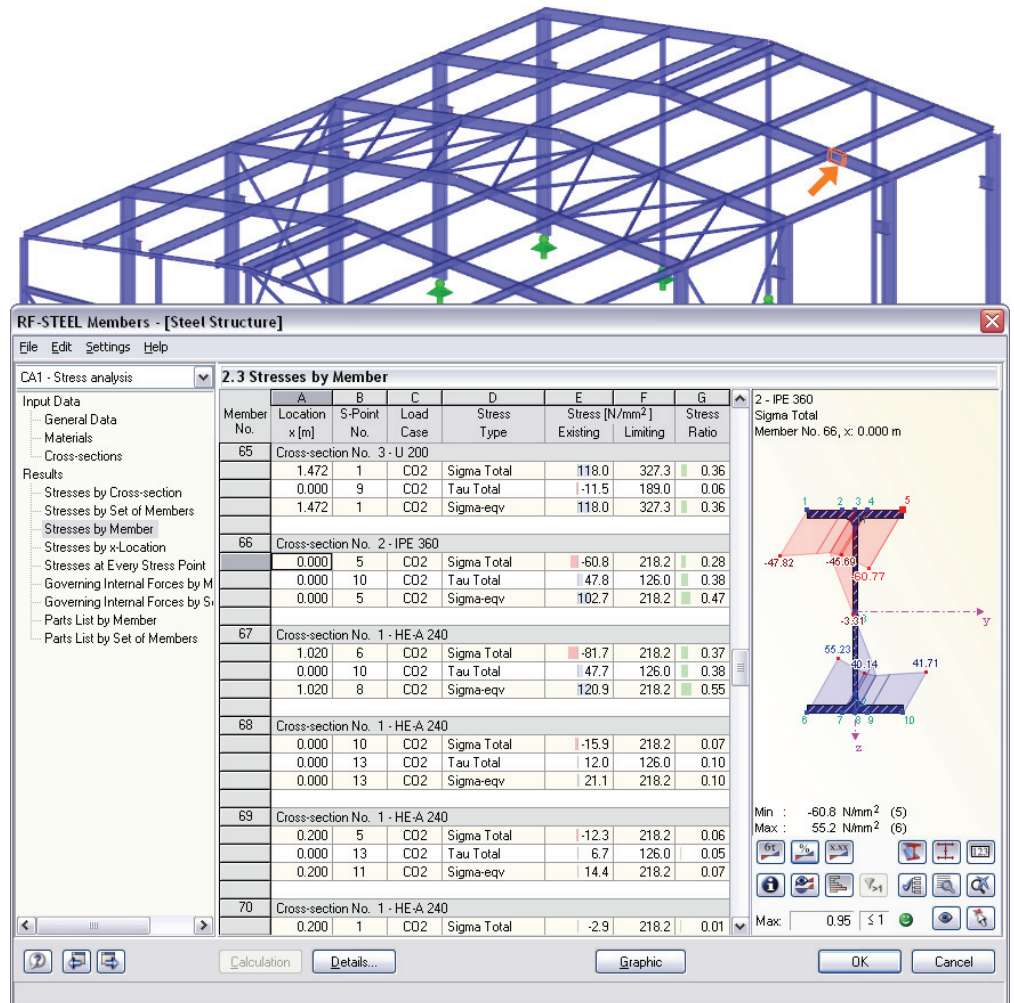 RF-STEEL Members - [Steel Structure]
File Edit Settings Help
CA1 - Stress analysis
Input Data
General Data
Materials
Cross-sections
Results
Stresses by Cross-section
Stresses by Set of Members
Stresses by Member
Stresses by x-Location
Stresses at Every Stress Point
Governing Internal Forces by M
Governing Internal Forces by S
Parts List by Member
Parts List by Set of Members
2.3 Stresses by Member
A B C D E F G
Member Location S-Point Load Stress Stress [N/mm²] Stress
No. x [m] No. Case Type Existing Limiting Ratio
65 Cross-section No. 3 - U 200
1.472 1 CO2 Sigma Total 118.0 327.3 0.36
0.000 9 CO2 Tau Total -11.5 189.0 0.06
1.472 1 CO2 Sigma-eqv 118.0 327.3 0.36
66 Cross-section No. 2 - IPE 360
0.000 5 CO2 Sigma Total -60.8 218.2 0.28
0.000 10 CO2 Tau Total 47.8 126.0 0.38
0.000 5 CO2 Sigma-eqv 102.7 218.2 0.47
67 Cross-section No. 1 - HE-A 240
1.020 6 CO2 Sigma Total -81.7 218.2 0.37
0.000 10 CO2 Tau Total 47.7 126.0 0.38
1.020 8 CO2 Sigma-eqv 120.9 218.2 0.55
68 Cross-section No. 1 - HE-A 240
0.000 10 CO2 Sigma Total -15.9 218.2 0.07
0.000 13 CO2 Tau Total 12.0 126.0 0.10
0.000 13 CO2 Sigma-eqv 21.1 218.2 0.10
69 Cross-section No. 1 - HE-A 240
0.200 5 CO2 Sigma Total -12.3 218.2 0.06
0.000 13 CO2 Tau Total 6.7 126.0 0.05
0.200 11 CO2 Sigma-eqv 14.4 218.2 0.07
70 Cross-section No. 1 - HE-A 240
0.200 1 CO2 Sigma Total -2.9 218.2 0.01
2 - IPE 360
Sigma Total
Member No. 66, x: 0.000 m
1 2 3 4 5
-47.82 -45.69 -60.77
-3.31
y
55.23 40.14 41.71
6 7 8 9 10
z
Min : -60.8 N/mm² (5)
Max : 55.2 N/mm² (6)
στ % x.xx 123
>1
Max: 0.95 ≤ 1
Calculation Details... Graphic OK Cancel